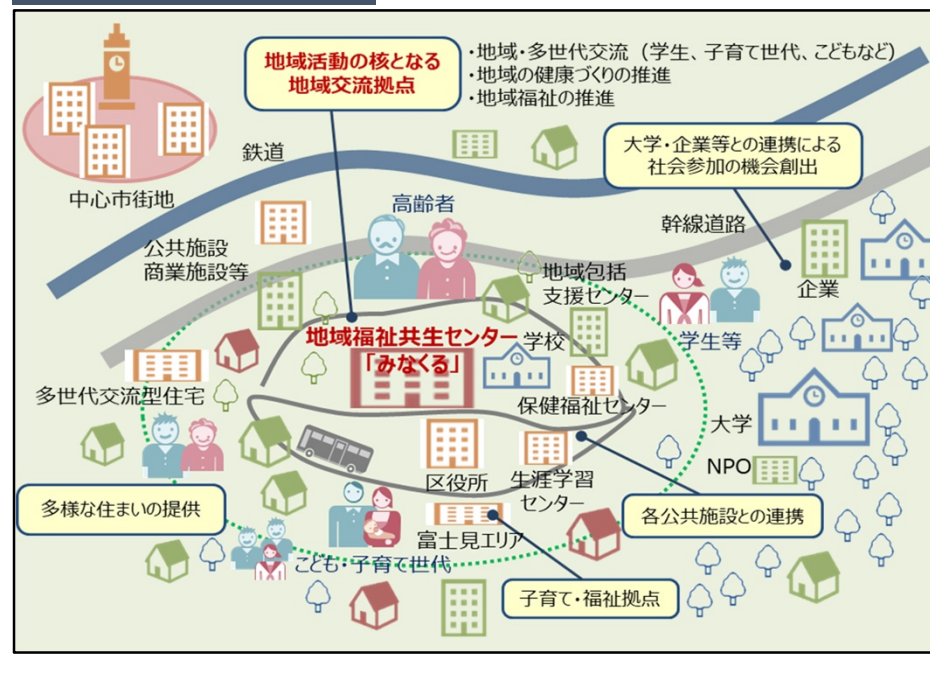 地域活動の核となる
地域交流拠点
・地域・多世代交流（学生、子育て世代、こどもなど）
・地域の健康づくりの推進
・地域福祉の推進
大学・企業等との連携による
社会参加の機会創出
鉄道
中心市街地
高齢者
幹線道路
公共施設
商業施設等
地域包括
支援センター
企業
地域福祉共生センター
「みなくる」
学校
学生等
多世代交流型住宅
保健福祉センター
大学
区役所
生涯学習
センター
NPO
多様な住まいの提供
各公共施設との連携
富士見エリア
こども・子育て世代
子育て・福祉拠点